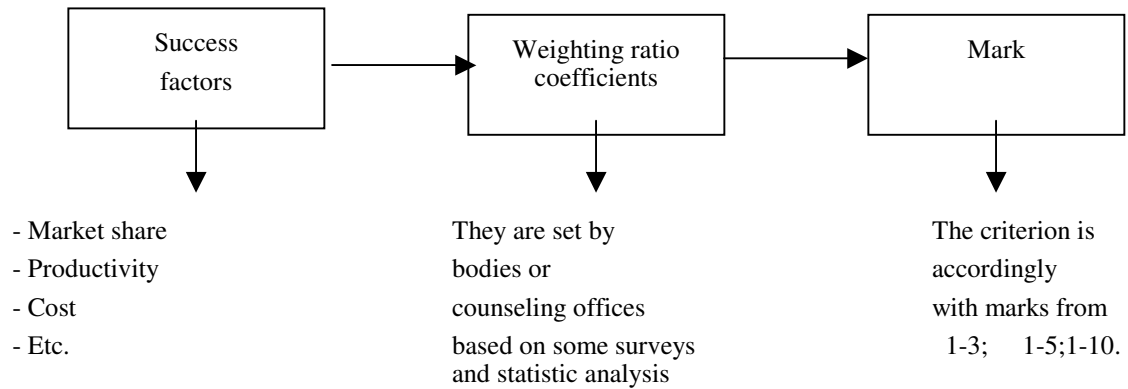 Success
factors
Weighting ratio
coefficients
Mark
- Market share
- Productivity
- Cost
- Etc.
They are set by
bodies or
counseling offices
based on some surveys
and statistic analysis
The criterion is
accordingly
with marks from
1-3; 1-5;1-10.